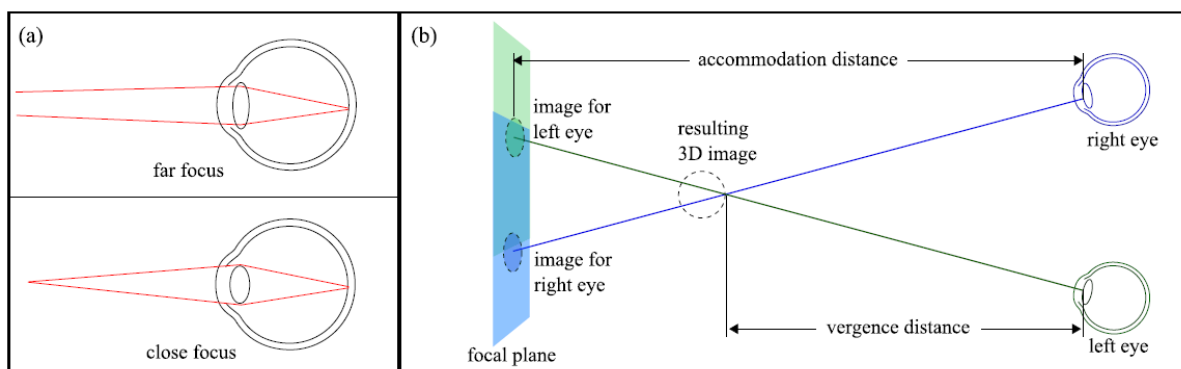 (a)
far focus
close focus
(b)
accommodation distance
image for
left eye
resulting
3D image
right eye
image for
right eye
vergence distance
left eye
focal plane